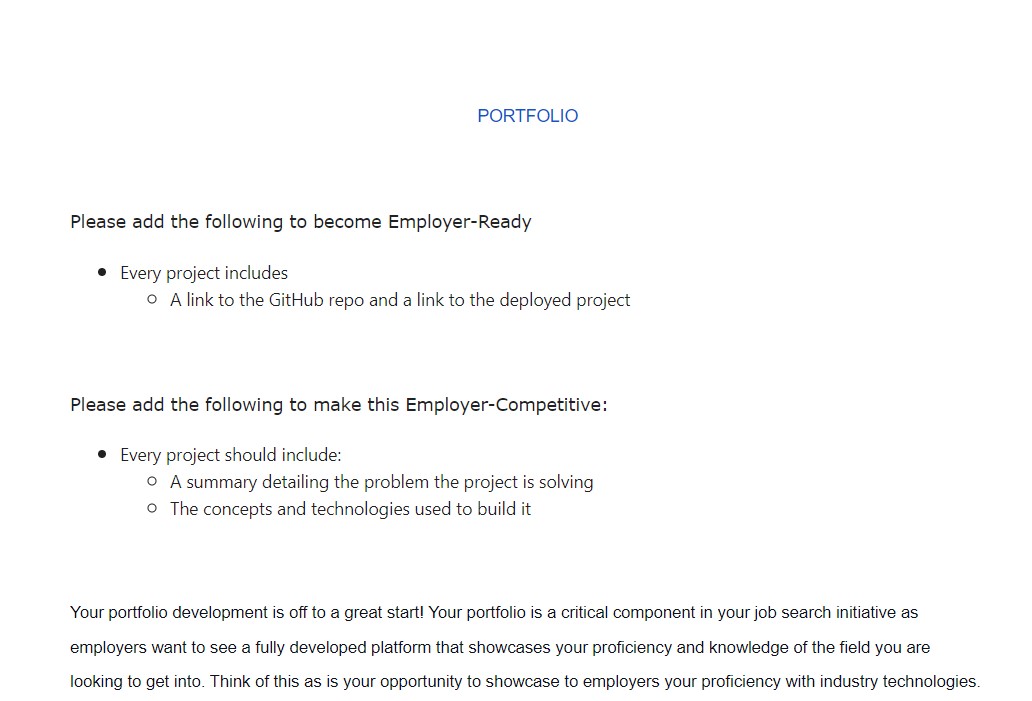 PORTFOLIO
Please add the following to become Employer-Ready
Every project includes
A link to the GitHub repo and a link to the deployed project
Please add the following to make this Employer-Competitive:
Every project should include:
A summary detailing the problem the project is solving
The concepts and technologies used to build it
Your portfolio development is off to a great start! Your portfolio is a critical component in your job search initiative as
employers want to see a fully developed platform that showcases your proficiency and knowledge of the field you are
looking to get into. Think of this as is your opportunity to showcase to employers your proficiency with industry technologies.